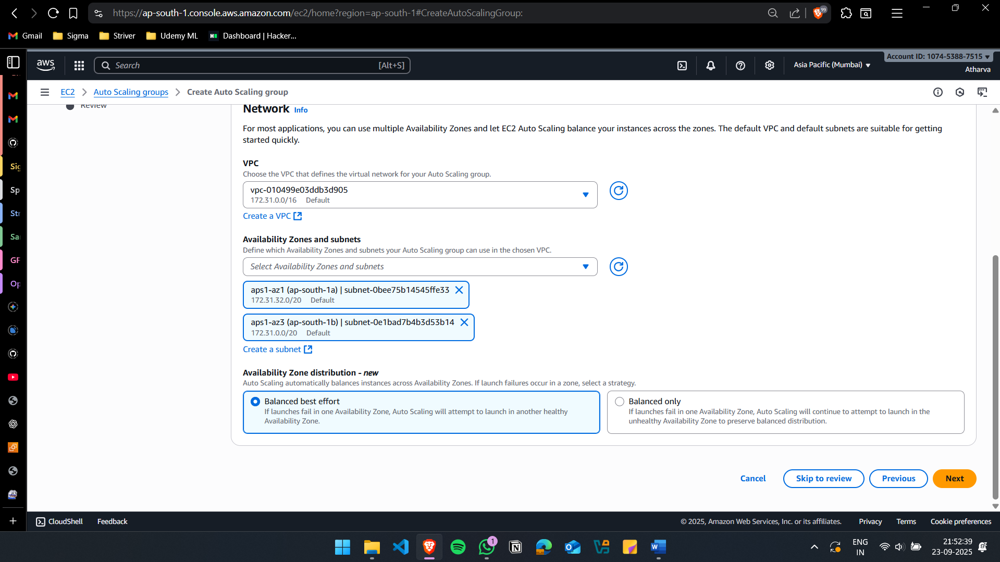 https://ap-south-1.console.aws.amazon.com/ec2/home?region=ap-south-1#CreateAutoScalingGroup:
99
Gmail
Sigma
Striver
Udemy ML
Dashboard | Hacker...
aws
Search
[Alt+S]
Asia Pacific (Mumbai)
Account ID: 1074-5388-7515
Atharva
EC2
Auto Scaling groups
Create Auto Scaling group
Review
Sig
Sp
Str
Sa
GF
Op
Network Info
For most applications, you can use multiple Availability Zones and let EC2 Auto Scaling balance your instances across the zones. The default VPC and default subnets are suitable for getting
started quickly.
VPC
Choose the VPC that defines the virtual network for your Auto Scaling group.
vpc-010499e03ddb3d905
172.31.0.0/16 Default
Create a VPC
Availability Zones and subnets
Define which Availability Zones and subnets your Auto Scaling group can use in the chosen VPC.
Select Availability Zones and subnets
aps1-az1 (ap-south-1a) | subnet-0bee75b14545ffe33
172.31.32.0/20 Default
aps1-az3 (ap-south-1b) | subnet-0e1bad7b4b3d53b14
172.31.0.0/20 Default
Create a subnet
Availability Zone distribution - new
Auto Scaling automatically balances instances across Availability Zones. If launch failures occur in a zone, select a strategy.
Balanced best effort
If launches fail in one Availability Zone, Auto Scaling will attempt to launch in another healthy
Availability Zone.
Balanced only
If launches fail in one Availability Zone, Auto Scaling will continue to attempt to launch in the
unhealthy Availability Zone to preserve balanced distribution.
Cancel
Skip to review
Previous
Next
CloudShell
Feedback
© 2025, Amazon Web Services, Inc. or its affiliates.
Privacy
Terms
Cookie preferences
1
ENG
IN
21:52:39
23-09-2025